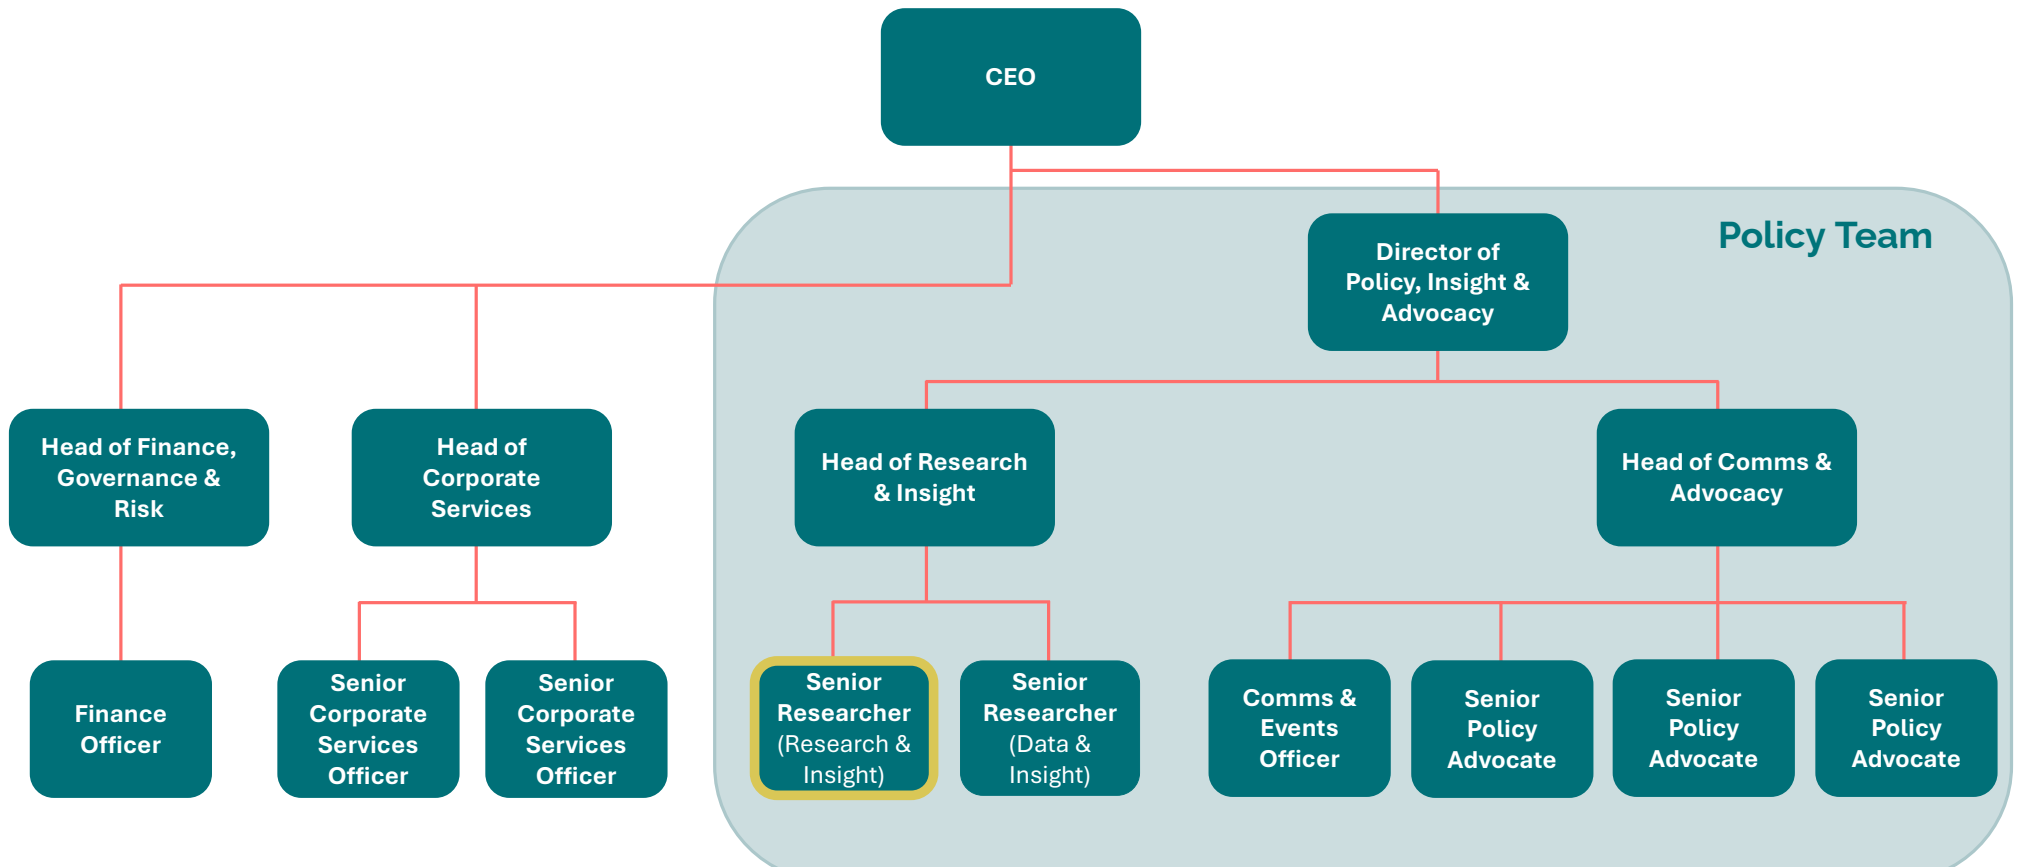 CEO
Policy Team
Director of
Policy, Insight &
Advocacy
Head of Finance,
Governance &
Risk
Head of
Corporate
Services
Head of Research
& Insight
Head of Comms &
Advocacy
Finance
Officer
Senior
Corporate
Services
Officer
Senior
Corporate
Services
Officer
Senior
Researcher
(Research &
Insight)
Senior
Researcher
(Data &
Insight)
Comms &
Events
Officer
Senior
Policy
Advocate
Senior
Policy
Advocate
Senior
Policy
Advocate